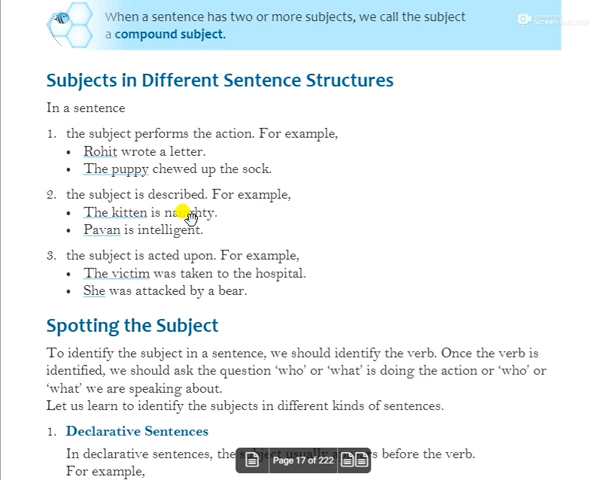 When a sentence has two or more subjects, we call the subject
a compound subject.
Subjects in Different Sentence Structures
In a sentence
1. the subject performs the action. For example,
• Rohit wrote a letter.
• The puppy chewed up the sock.
2. the subject is described. For example,
• The kitten is naughty.
• Pavan is intelligent.
3. the subject is acted upon. For example,
• The victim was taken to the hospital.
• She was attacked by a bear.
Spotting the Subject
To identify the subject in a sentence, we should identify the verb. Once the verb is
identified, we should ask the question ‘who’ or ‘what’ is doing the action or ‘who’ or
‘what’ we are speaking about.
Let us learn to identify the subjects in different kinds of sentences.
1. Declarative Sentences
In declarative sentences, the subject usually appears before the verb.
For example,
Page 17 of 222